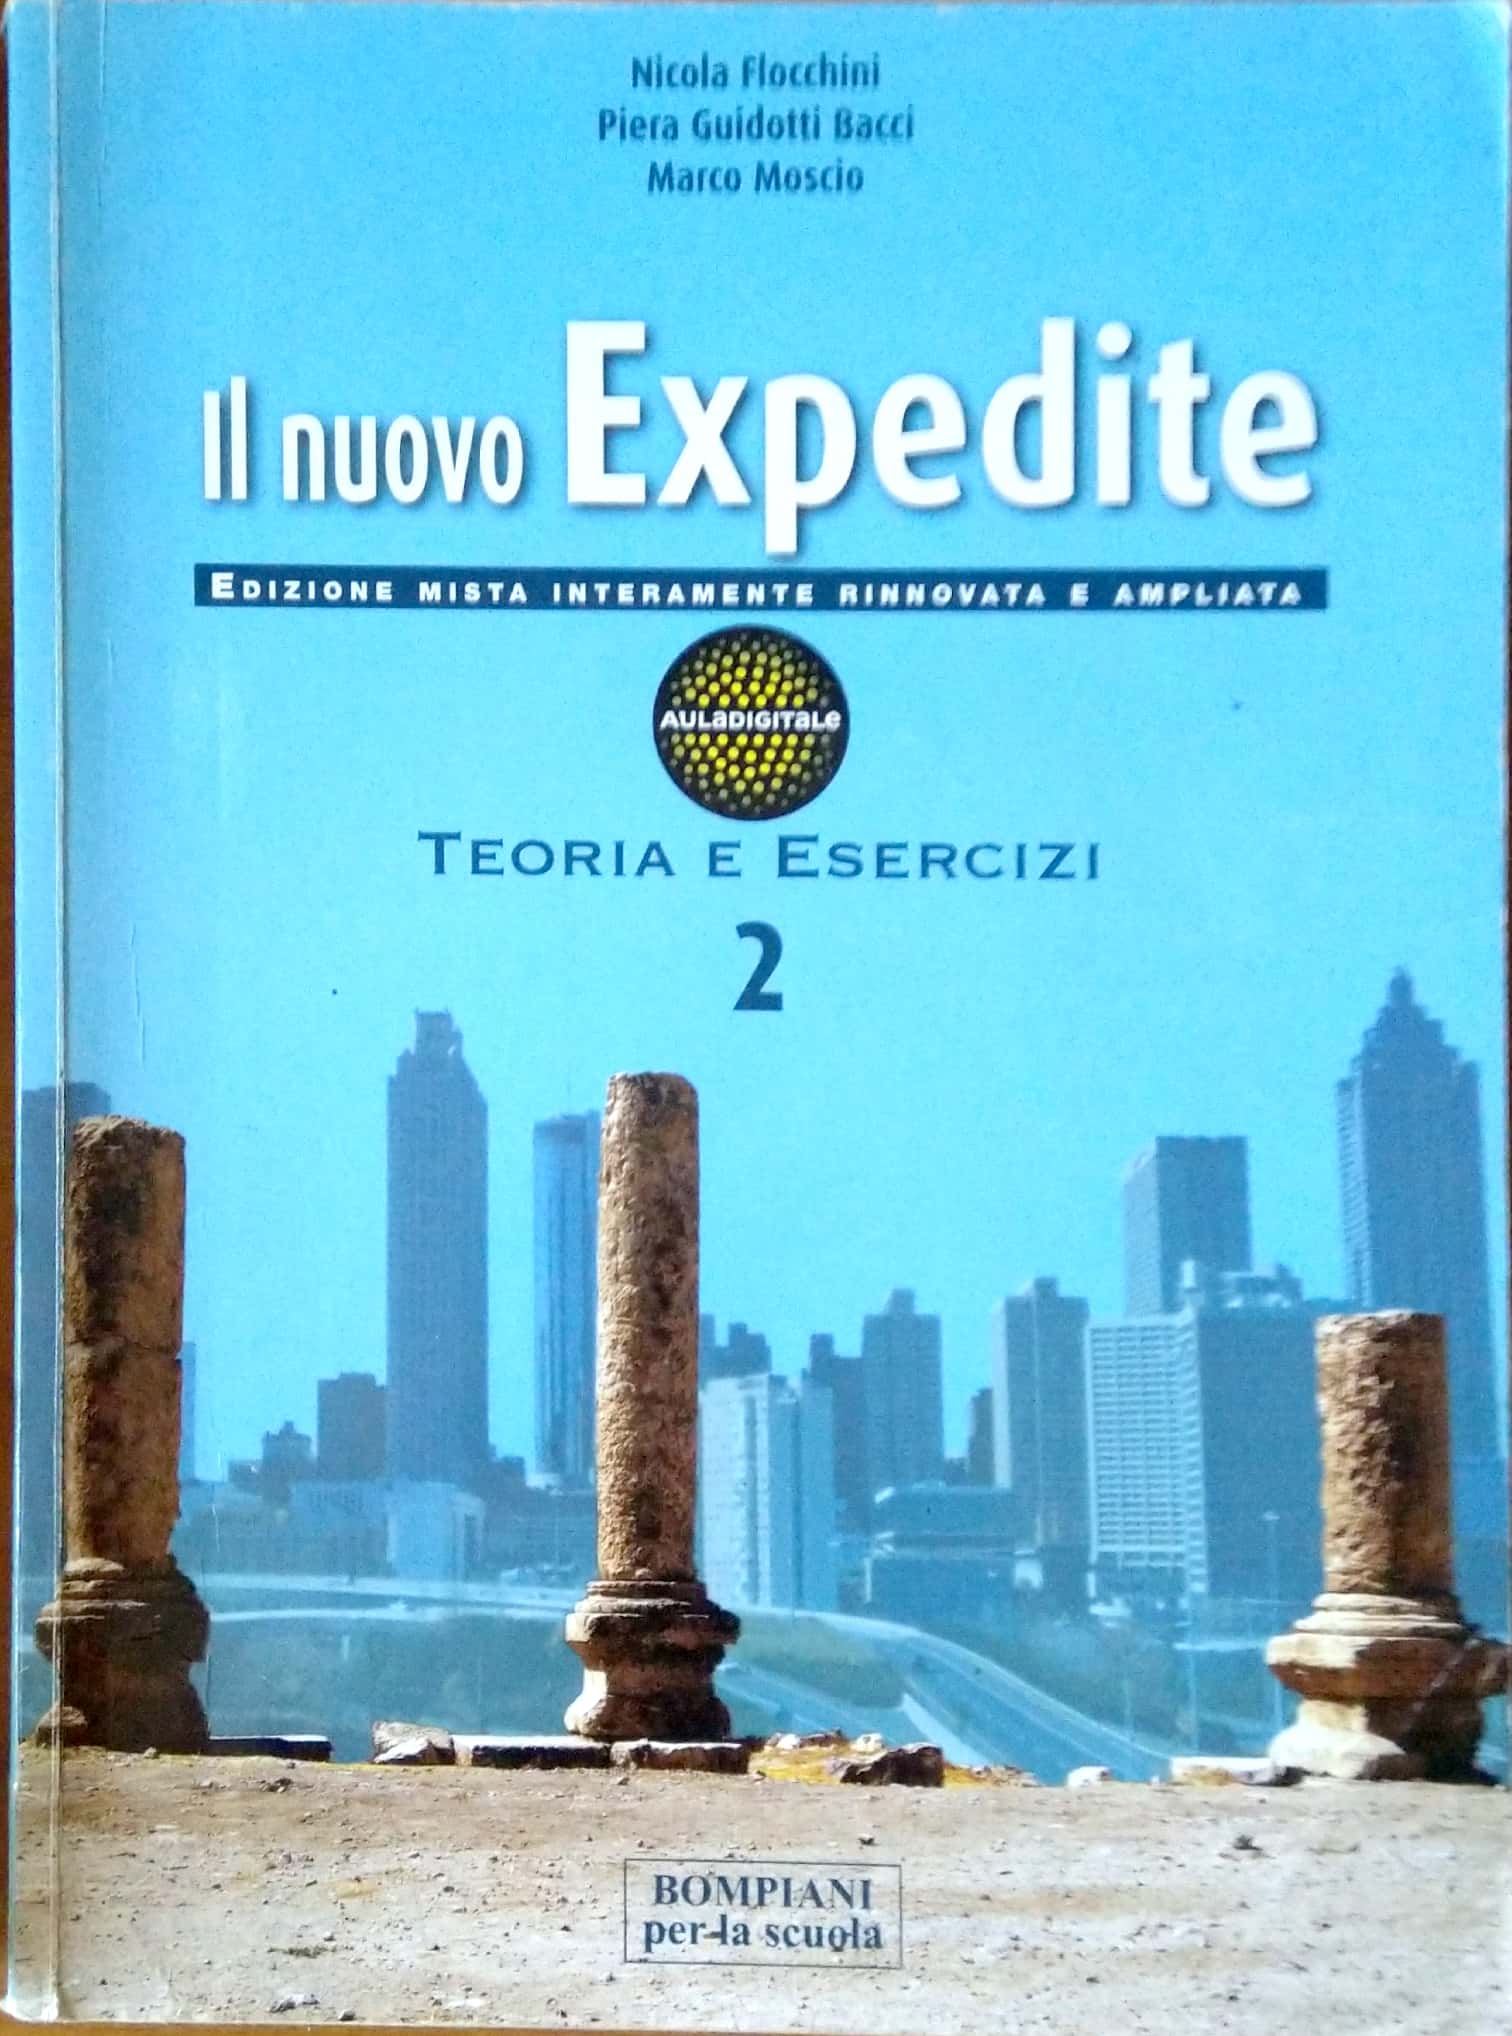 Nicola Flocchini
Piera Guidotti Bacci
Marco Moscio
Il nuovo Expedite
EDIZIONE MISTA INTERAMENTE RINNOVATA E AMPLIATA
AULaDIGITaLe
TEORIA E ESERCIZI
2
BOMPIANI
per la scuola